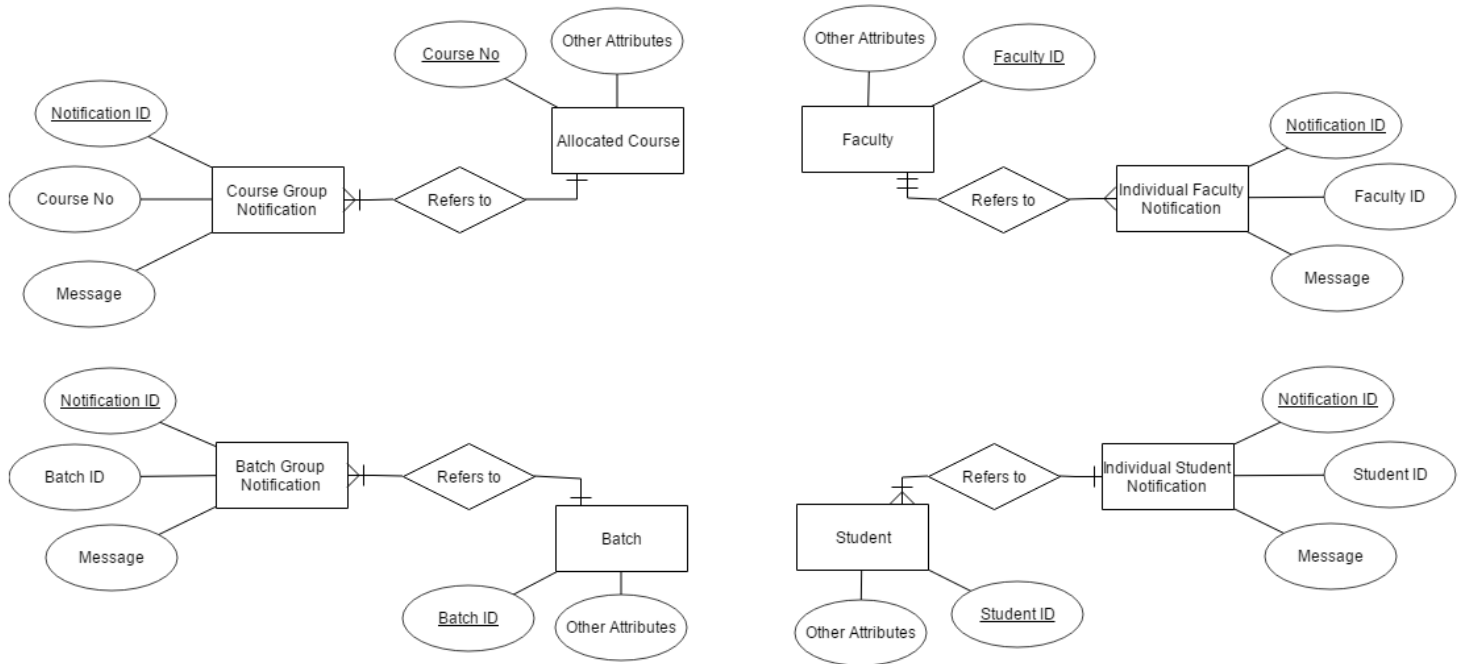 Course No
Other Attributes
Notification ID
Allocated Course
Course No
Course Group
Notification
Refers to
Message
Other Attributes
Faculty ID
Faculty
Notification ID
Refers to
Individual Faculty
Notification
Faculty ID
Message
Notification ID
Batch ID
Batch Group
Notification
Refers to
Message
Batch
Batch ID
Other Attributes
Notification ID
Refers to
Individual Student
Notification
Student ID
Student
Message
Other Attributes
Student ID